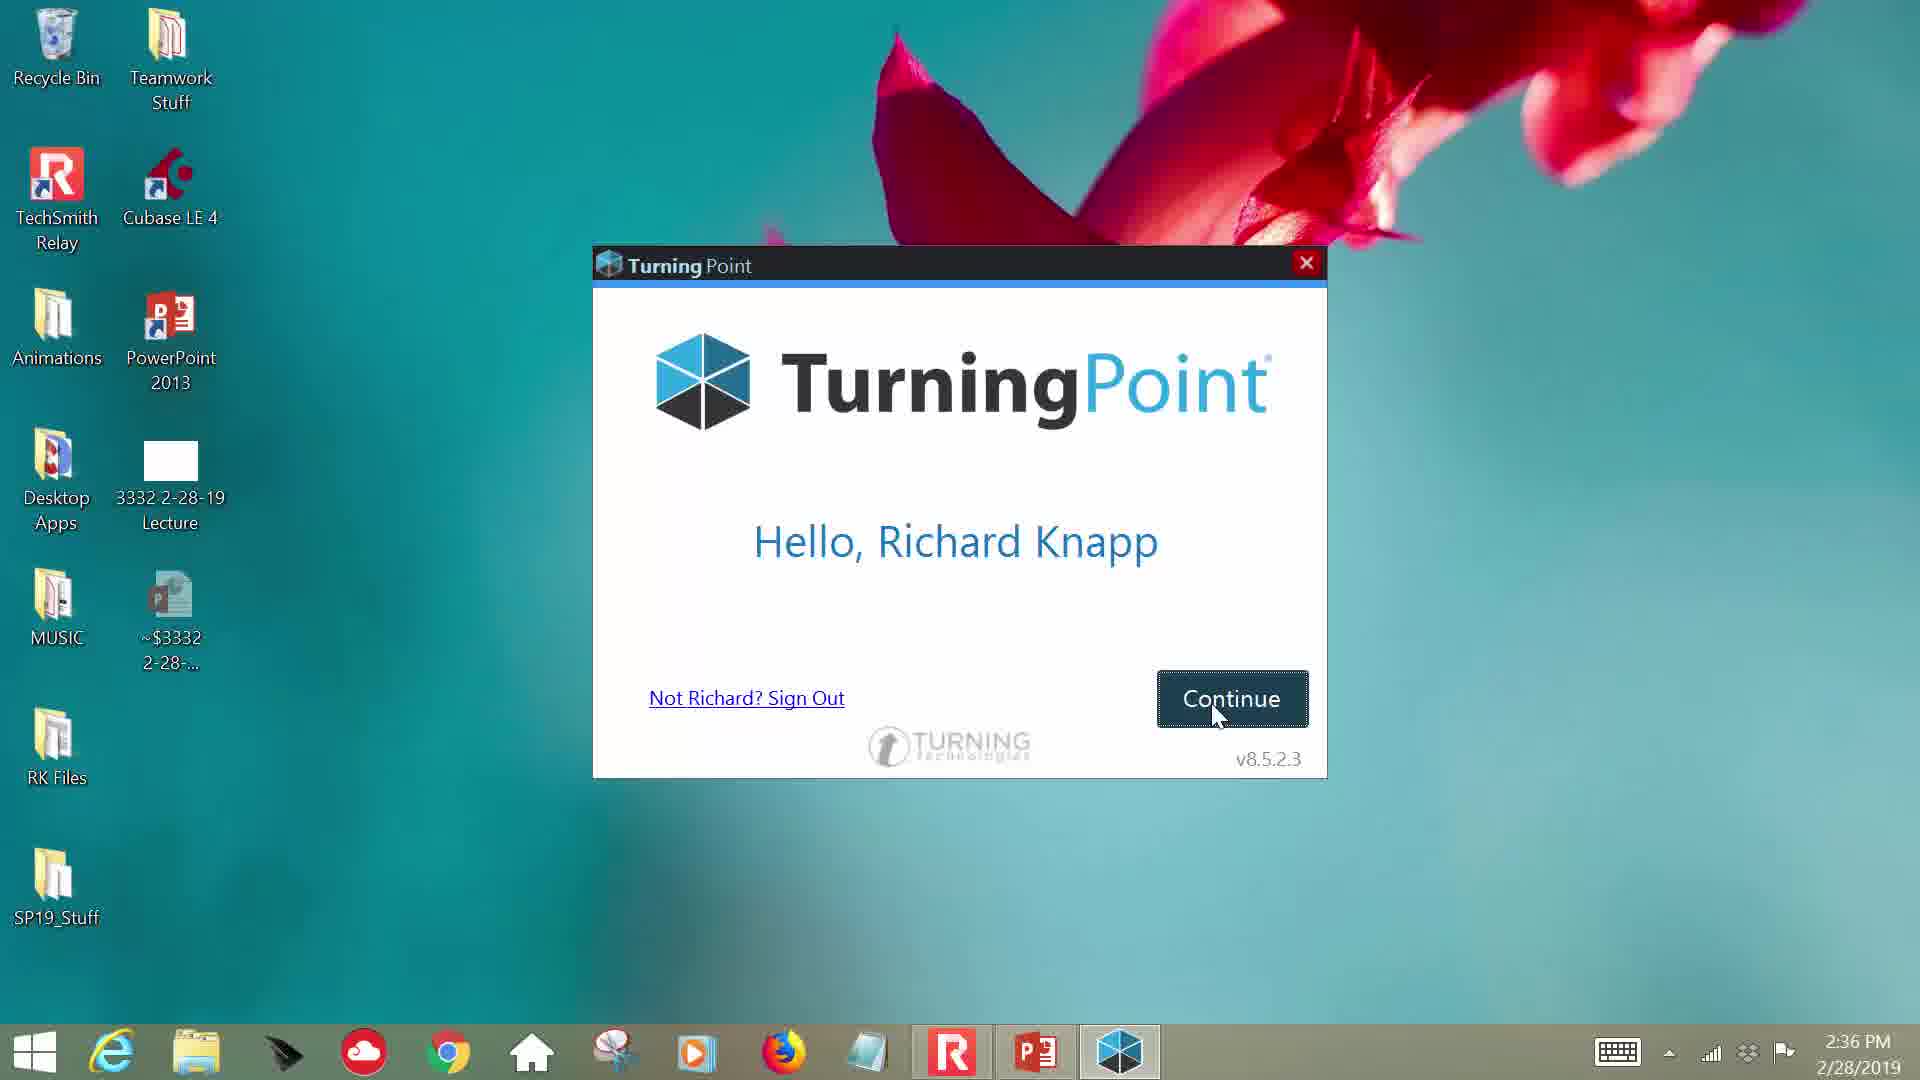 Recycle Bin
Teamwork
Stuff
TechSmith
Relay
Cubase LE 4
Animations
PowerPoint
2013
Desktop
Apps
3332 2-28-19
Lecture
MUSIC
~$3332
2-28-...
RK Files
SP19_Stuff
Turning Point
TurningPoint®
Hello, Richard Knapp
Not Richard? Sign Out
Continue
TURNING
Technologies
v8.5.2.3
2:36 PM
2/28/2019